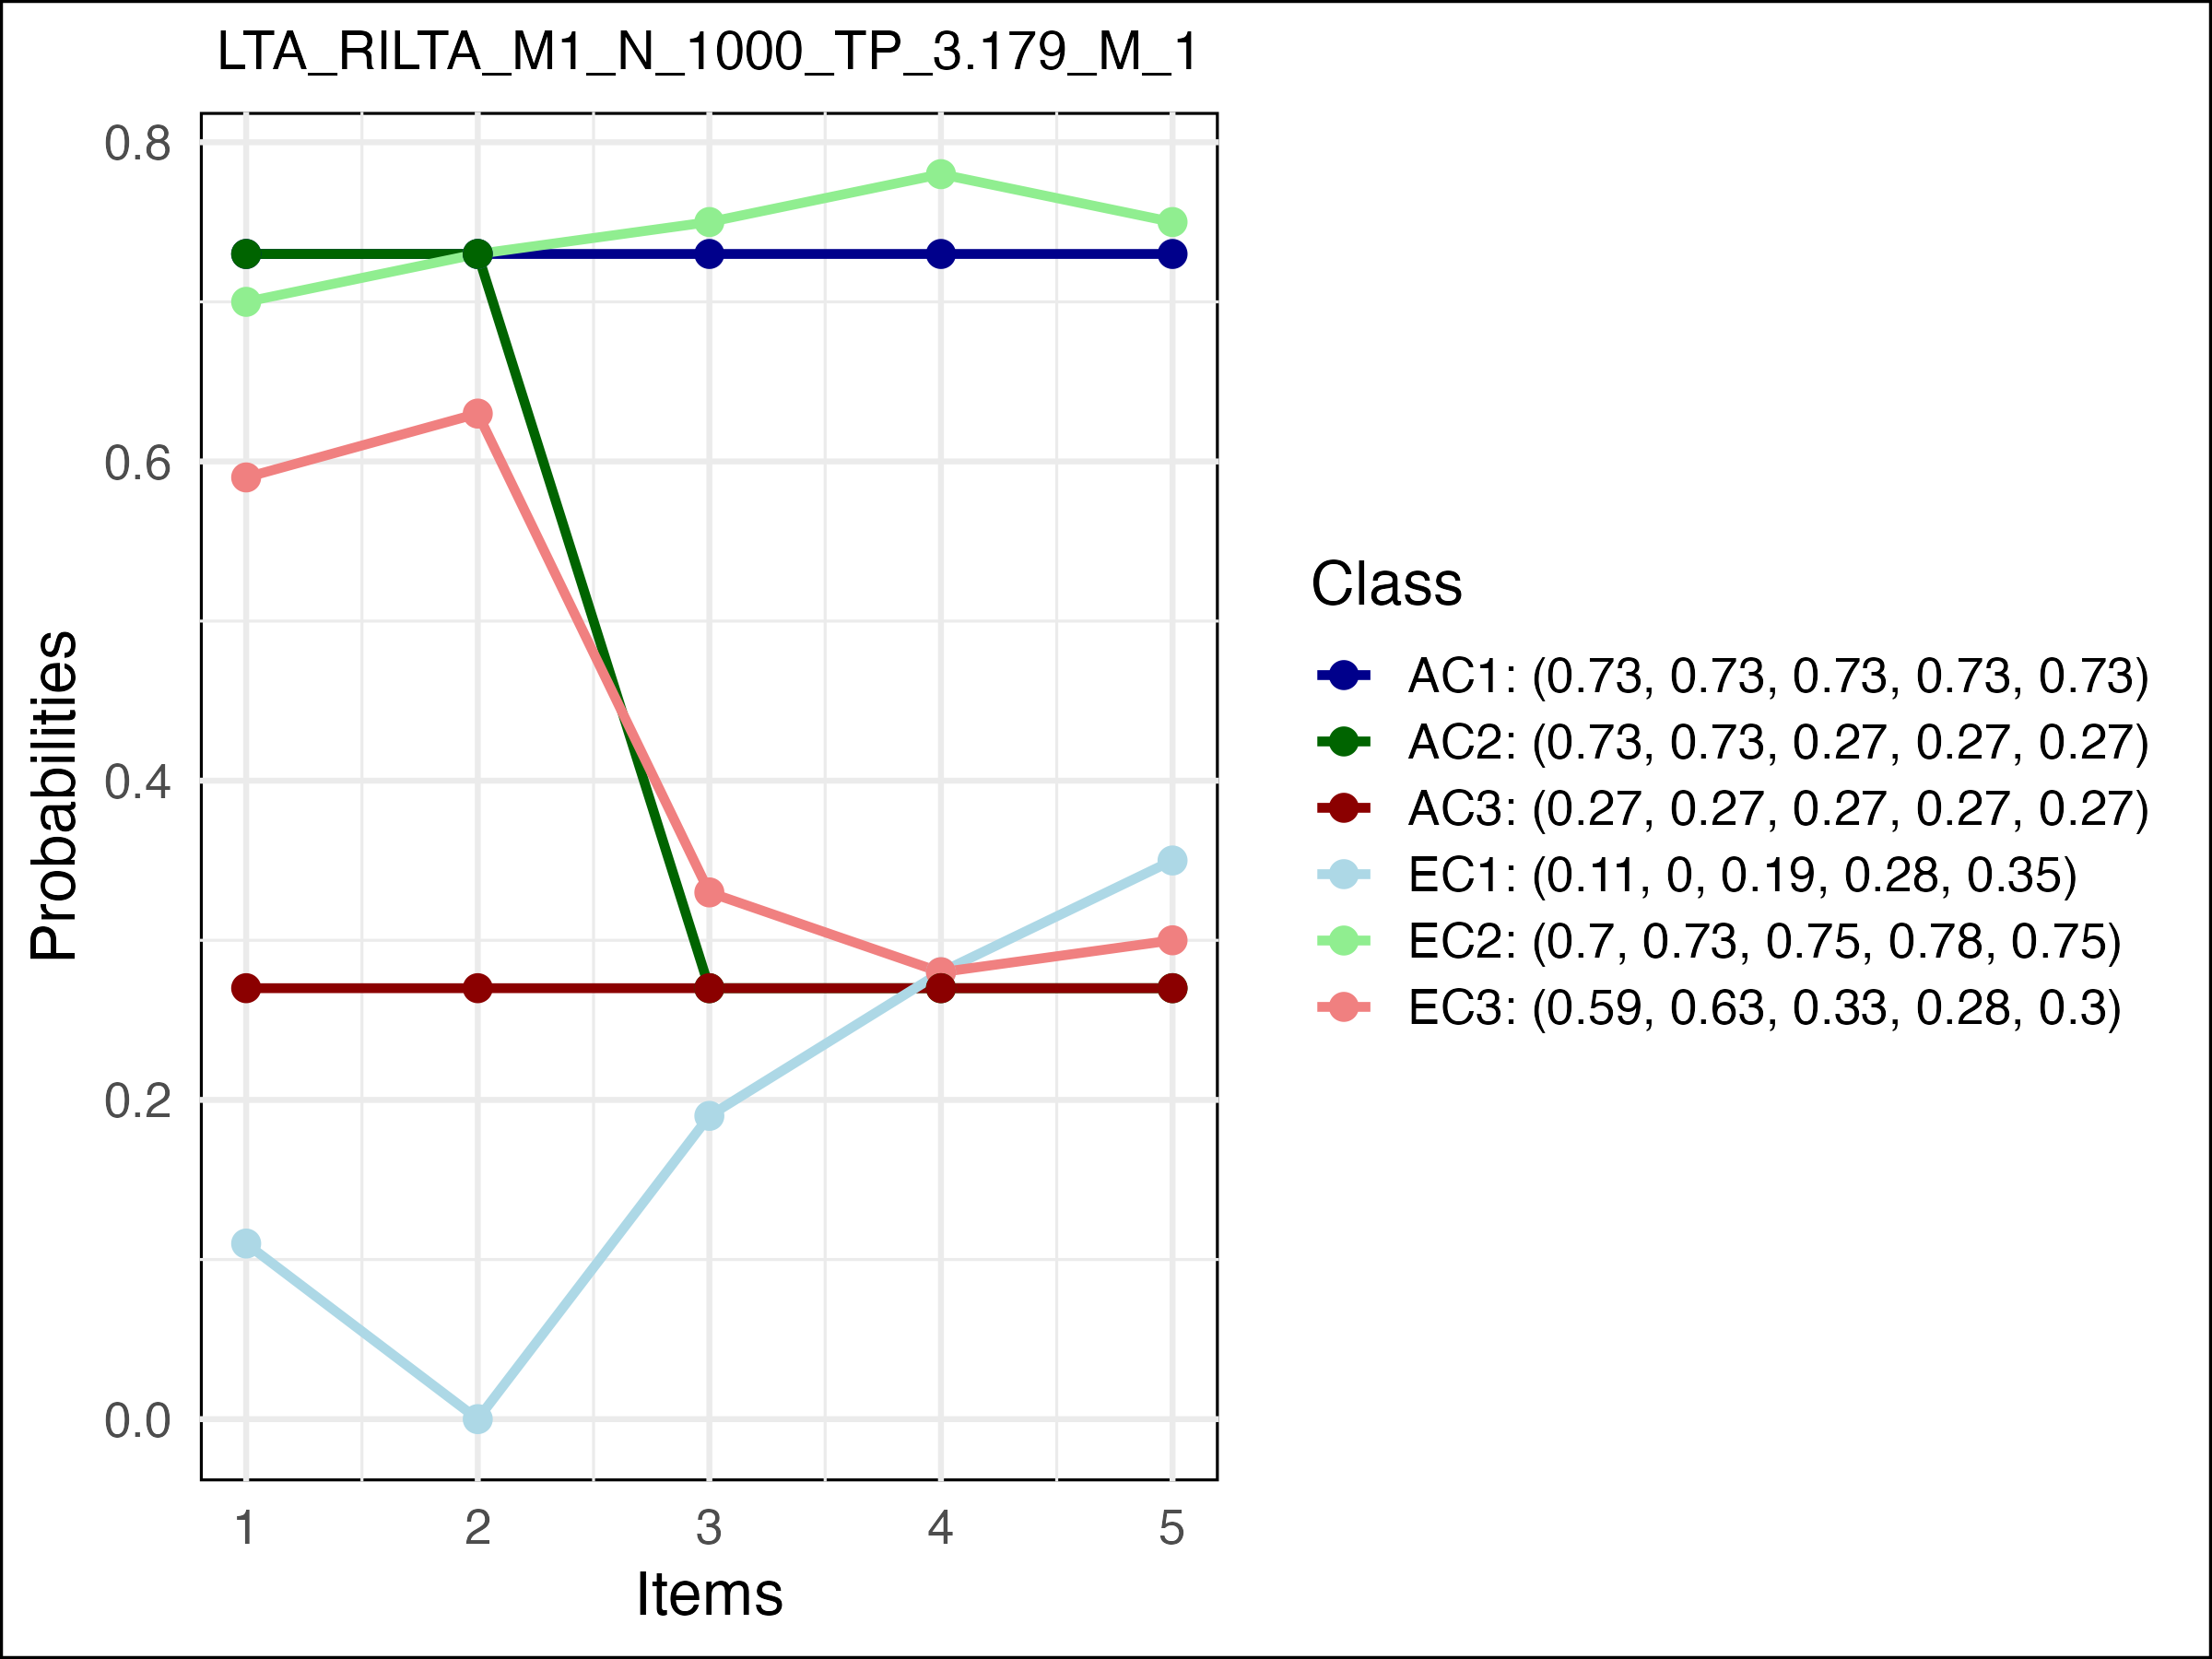 LTA_RILTA_M1_N_1000_TP_3.179_M_1
0.8
0.6
0.4
0.2
0.0
Probabilities
1 2 3 4 5
Items
Class
AC1: (0.73, 0.73, 0.73, 0.73, 0.73)
AC2: (0.73, 0.73, 0.27, 0.27, 0.27)
AC3: (0.27, 0.27, 0.27, 0.27, 0.27)
EC1: (0.11, 0, 0.19, 0.28, 0.35)
EC2: (0.7, 0.73, 0.75, 0.78, 0.75)
EC3: (0.59, 0.63, 0.33, 0.28, 0.3)